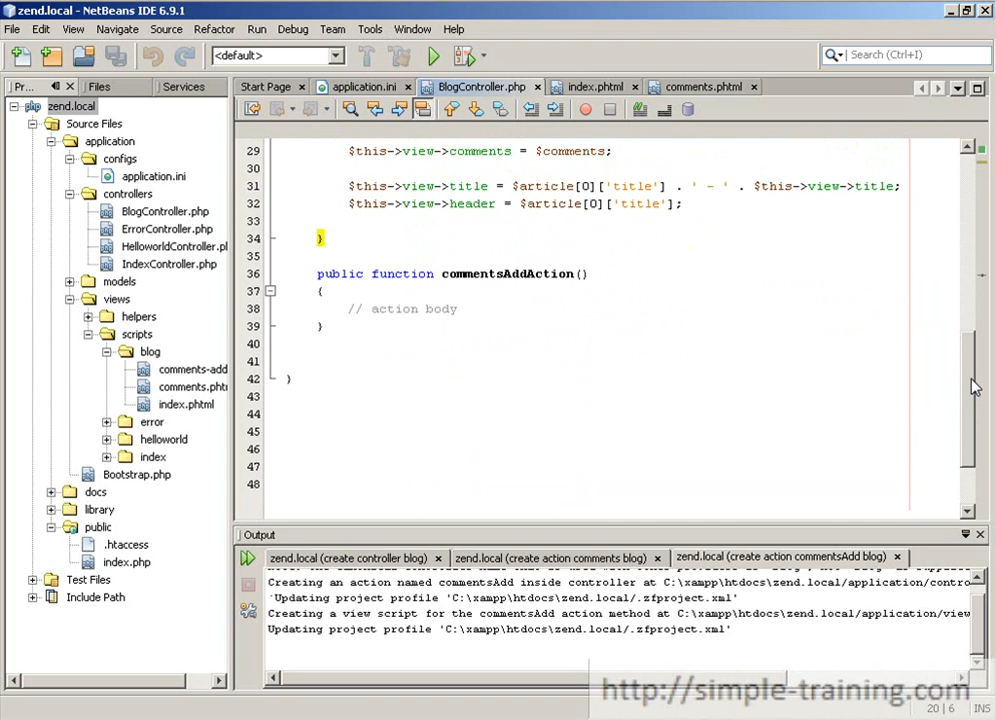 zend.local - NetBeans IDE 6.9.1
File Edit View Navigate Source Refactor Run Debug Team Tools Window Help
<default>
Search (Ctrl+I)
Pr... Files Services
Start Page application.ini BlogController.php index.phtml comments.phtml
zend.local
Source Files
application
configs
application.ini
controllers
BlogController.php
ErrorController.php
HelloworldController.pl
IndexController.php
models
views
helpers
scripts
blog
comments-add
comments.pht
index.phtml
error
helloworld
index
Bootstrap.php
docs
library
public
.htaccess
index.php
Test Files
Include Path
29 $this->view->comments = $comments;
30
31 $this->view->title = $article[0]['title'] . ' - ' . $this->view->title;
32 $this->view->header = $article[0]['title'];
33
34 }
35
36 public function commentsAddAction()
37 {
38 // action body
39 }
40
41
42 }
43
44
45
46
47
48
Output
zend.local (create controller blog) zend.local (create action comments blog) zend.local (create action commentsAdd blog)
Creating an action named commentsAdd inside controller at C:\xampp\htdocs\zend.local/application/contro
Updating project profile 'C:\xampp\htdocs\zend.local/.zfproject.xml'
Creating a view script for the commentsAdd action method at C:\xampp\htdocs\zend.local/application/view
Updating project profile 'C:\xampp\htdocs\zend.local/.zfproject.xml'
http://simple-training.com
20 | 6 INS